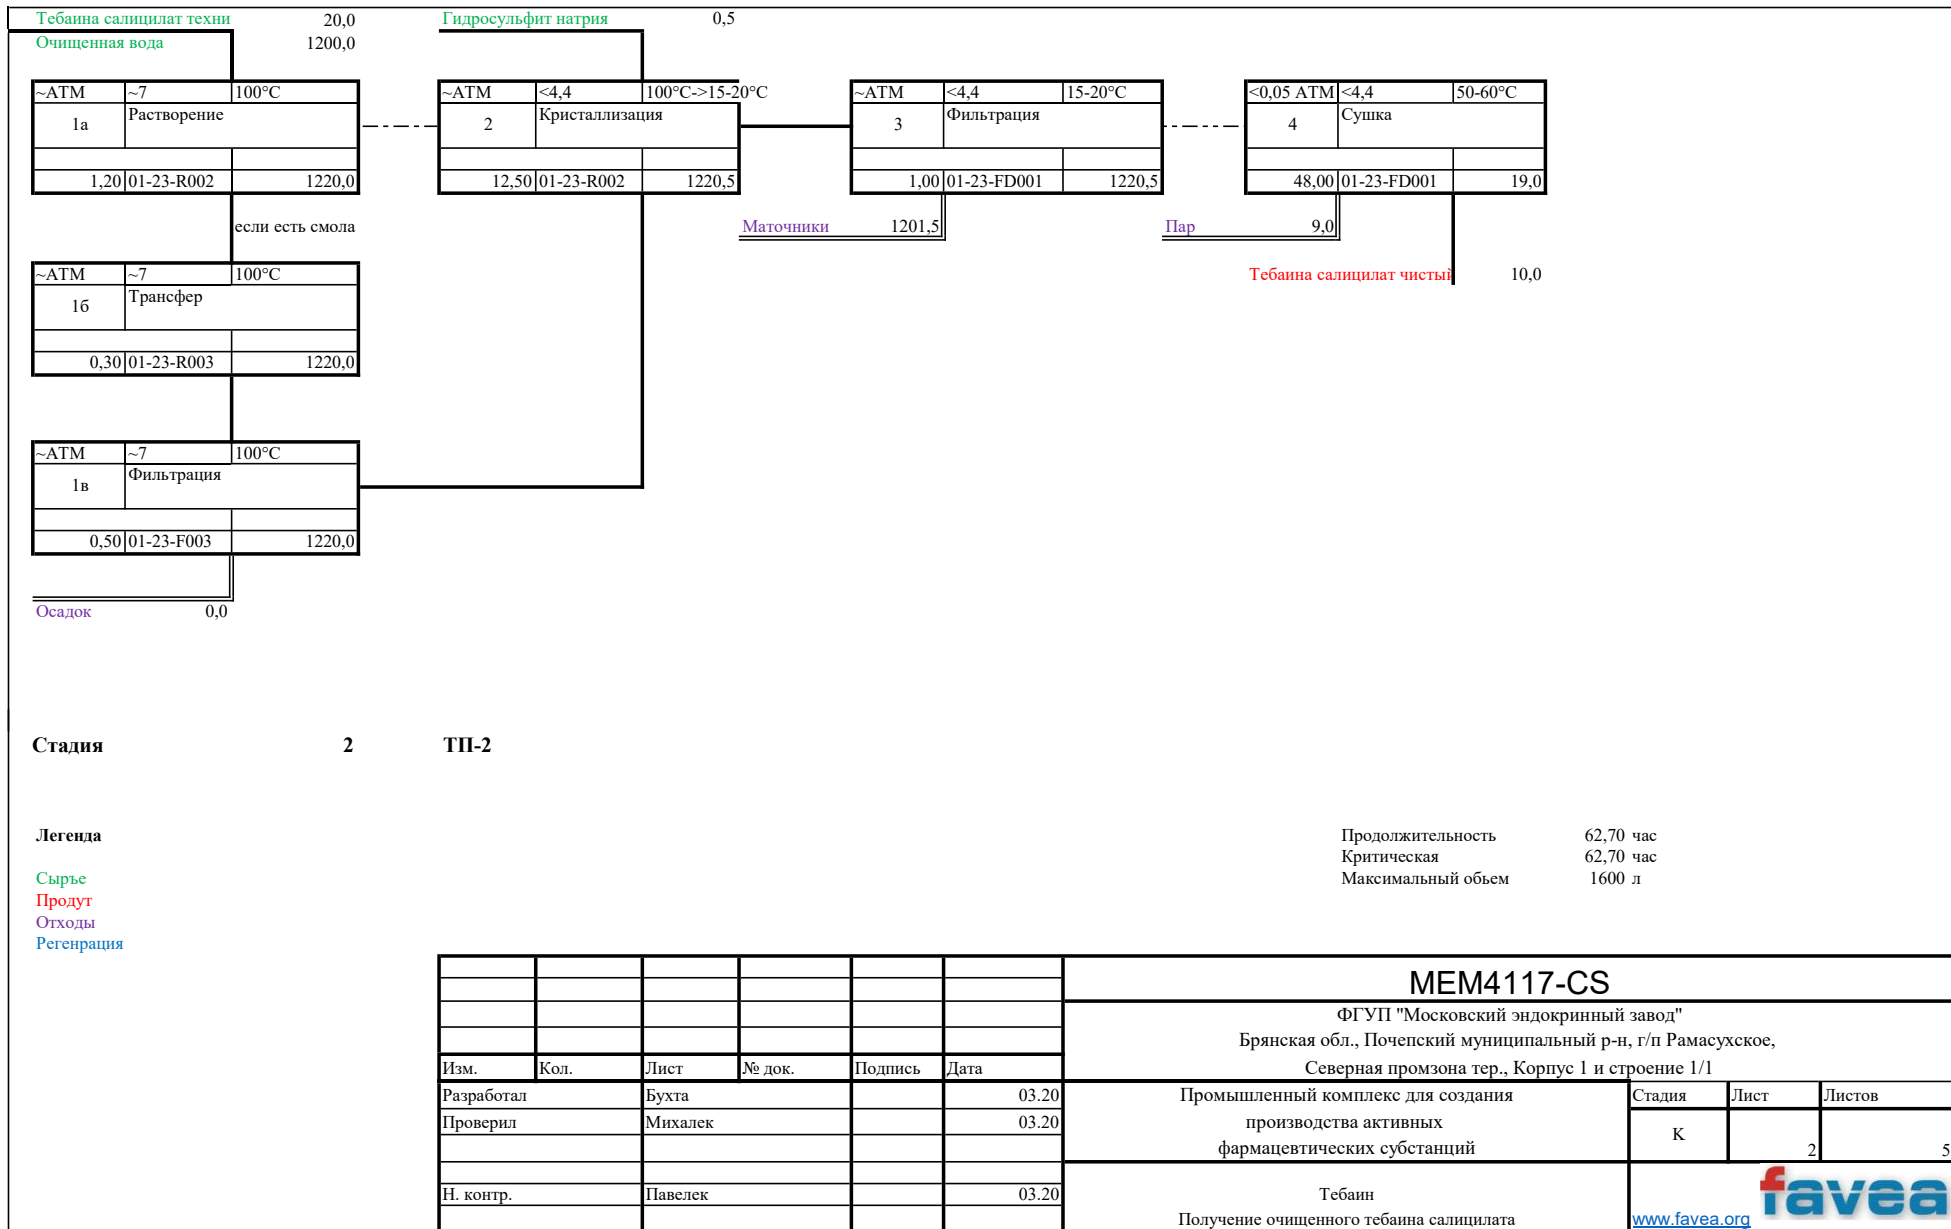 Тебаина салицилат техни 20,0 Гидросульфит натрия 0,5
Очищенная вода 1200,0
~АТМ ~7 100°C ~АТМ <4,4 100°C->15-20°C ~АТМ <4,4 15-20°C <0,05 АТМ <4,4 50-60°C
1а Растворение 2 Кристаллизация 3 Фильтрация 4 Сушка
1,20 01-23-R002 1220,0 12,50 01-23-R002 1220,5 1,00 01-23-FD001 1220,5 48,00 01-23-FD001 19,0
если есть смола Маточники 1201,5 Пар 9,0
~АТМ ~7 100°C Тебаина салицилат чистый 10,0
1б Трансфер
0,30 01-23-R003 1220,0
~АТМ ~7 100°C
1в Фильтрация
0,50 01-23-F003 1220,0
Осадок 0,0
Стадия 2 ТП-2
Легенда Продолжительность 62,70 час
Критическая 62,70 час
Сырье Максимальный обьем 1600 л
Продут
Отходы
Регенрация
MEM4117-CS
ФГУП "Московский эндокринный завод"
Брянская обл., Почепский муниципальный р-н, г/п Рамасухское,
Изм. Кол. Лист № док. Подпись Дата Северная промзона тер., Корпус 1 и строение 1/1
Разработал Бухта 03.20 Промышленный комплекс для создания Стадия Лист Листов
Проверил Михалек 03.20 производства активных
К
фармацевтических субстанций 2 5
Н. контр. Павелек 03.20 Тебаин favea
Получение очищенного тебаина салицилата www.favea.org